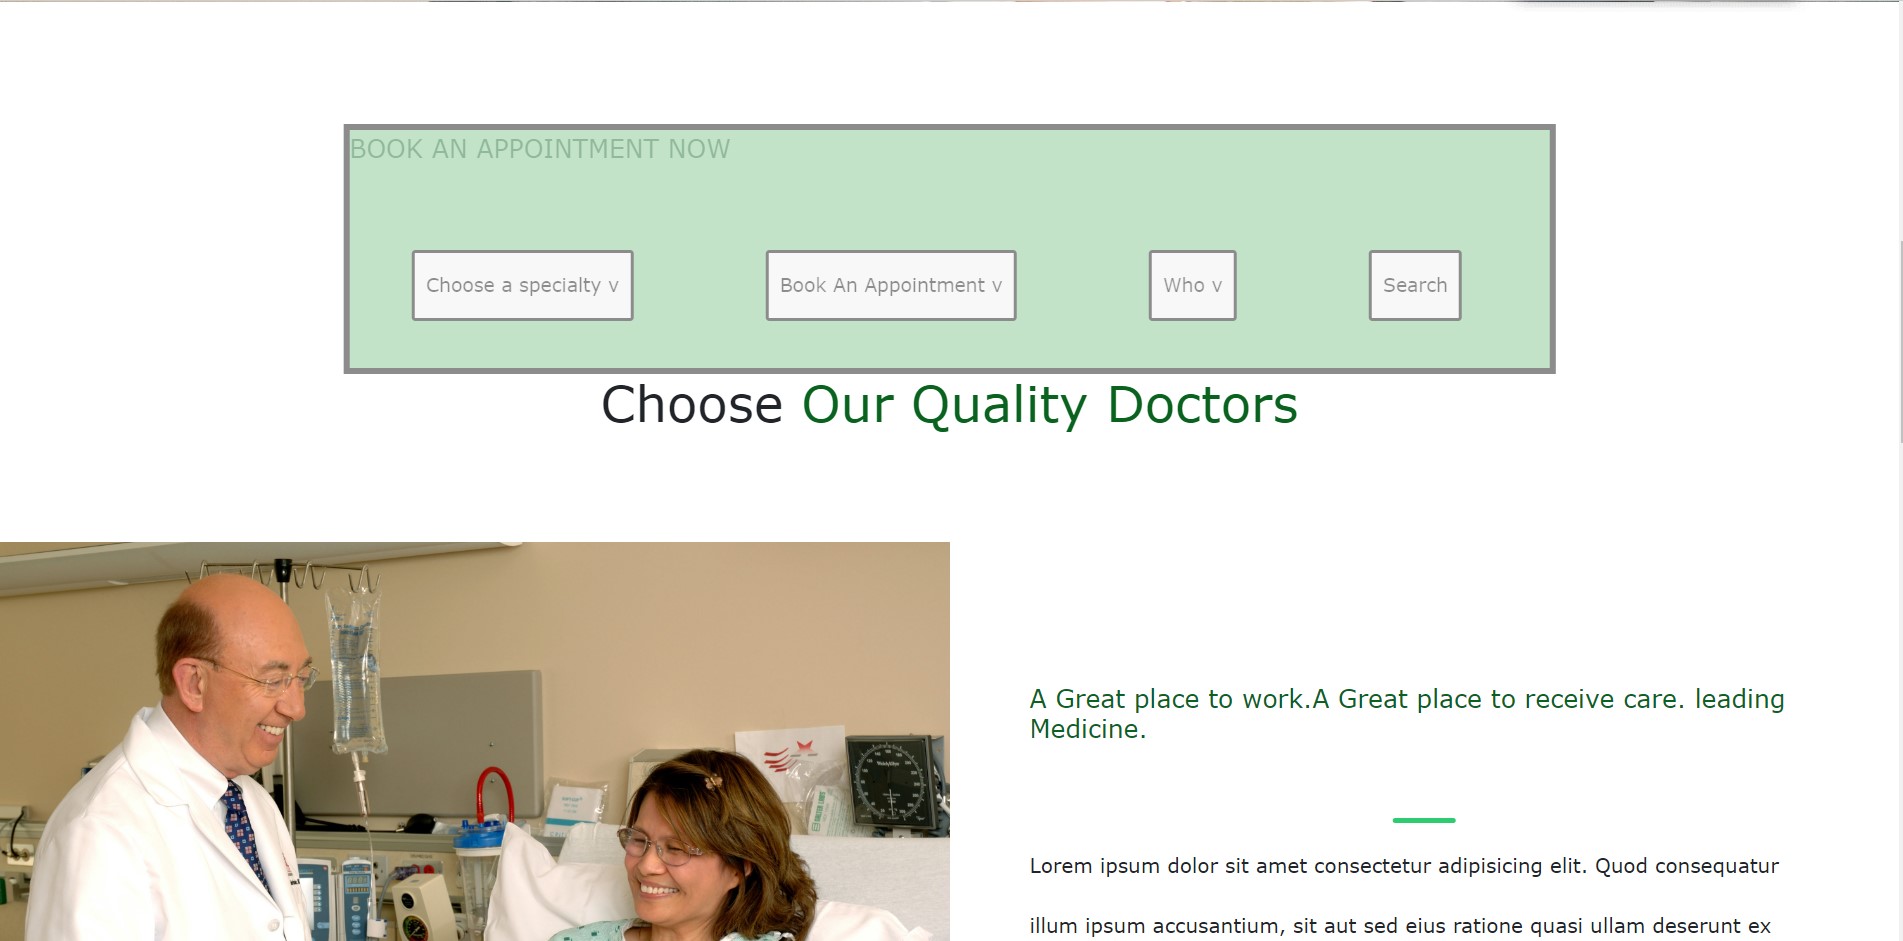 BOOK AN APPOINTMENT NOW
Choose a specialty v
Book An Appointment v
Who v
Search
Choose Our Quality Doctors
A Great place to work.A Great place to receive care. leading
Medicine.
Lorem ipsum dolor sit amet consectetur adipisicing elit. Quod consequatur
illum ipsum accusantium, sit aut sed eius ratione quasi ullam deserunt ex